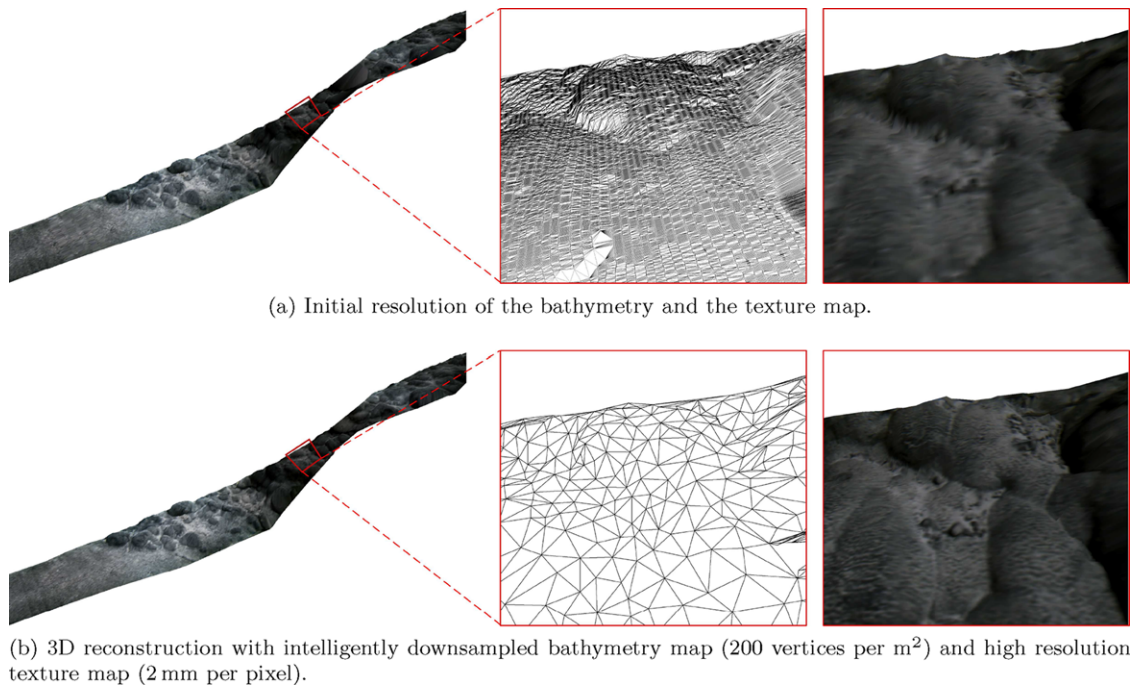 (a) Initial resolution of the bathymetry and the texture map.
(b) 3D reconstruction with intelligently downsampled bathymetry map (200 vertices per m²) and high resolution
texture map (2 mm per pixel).